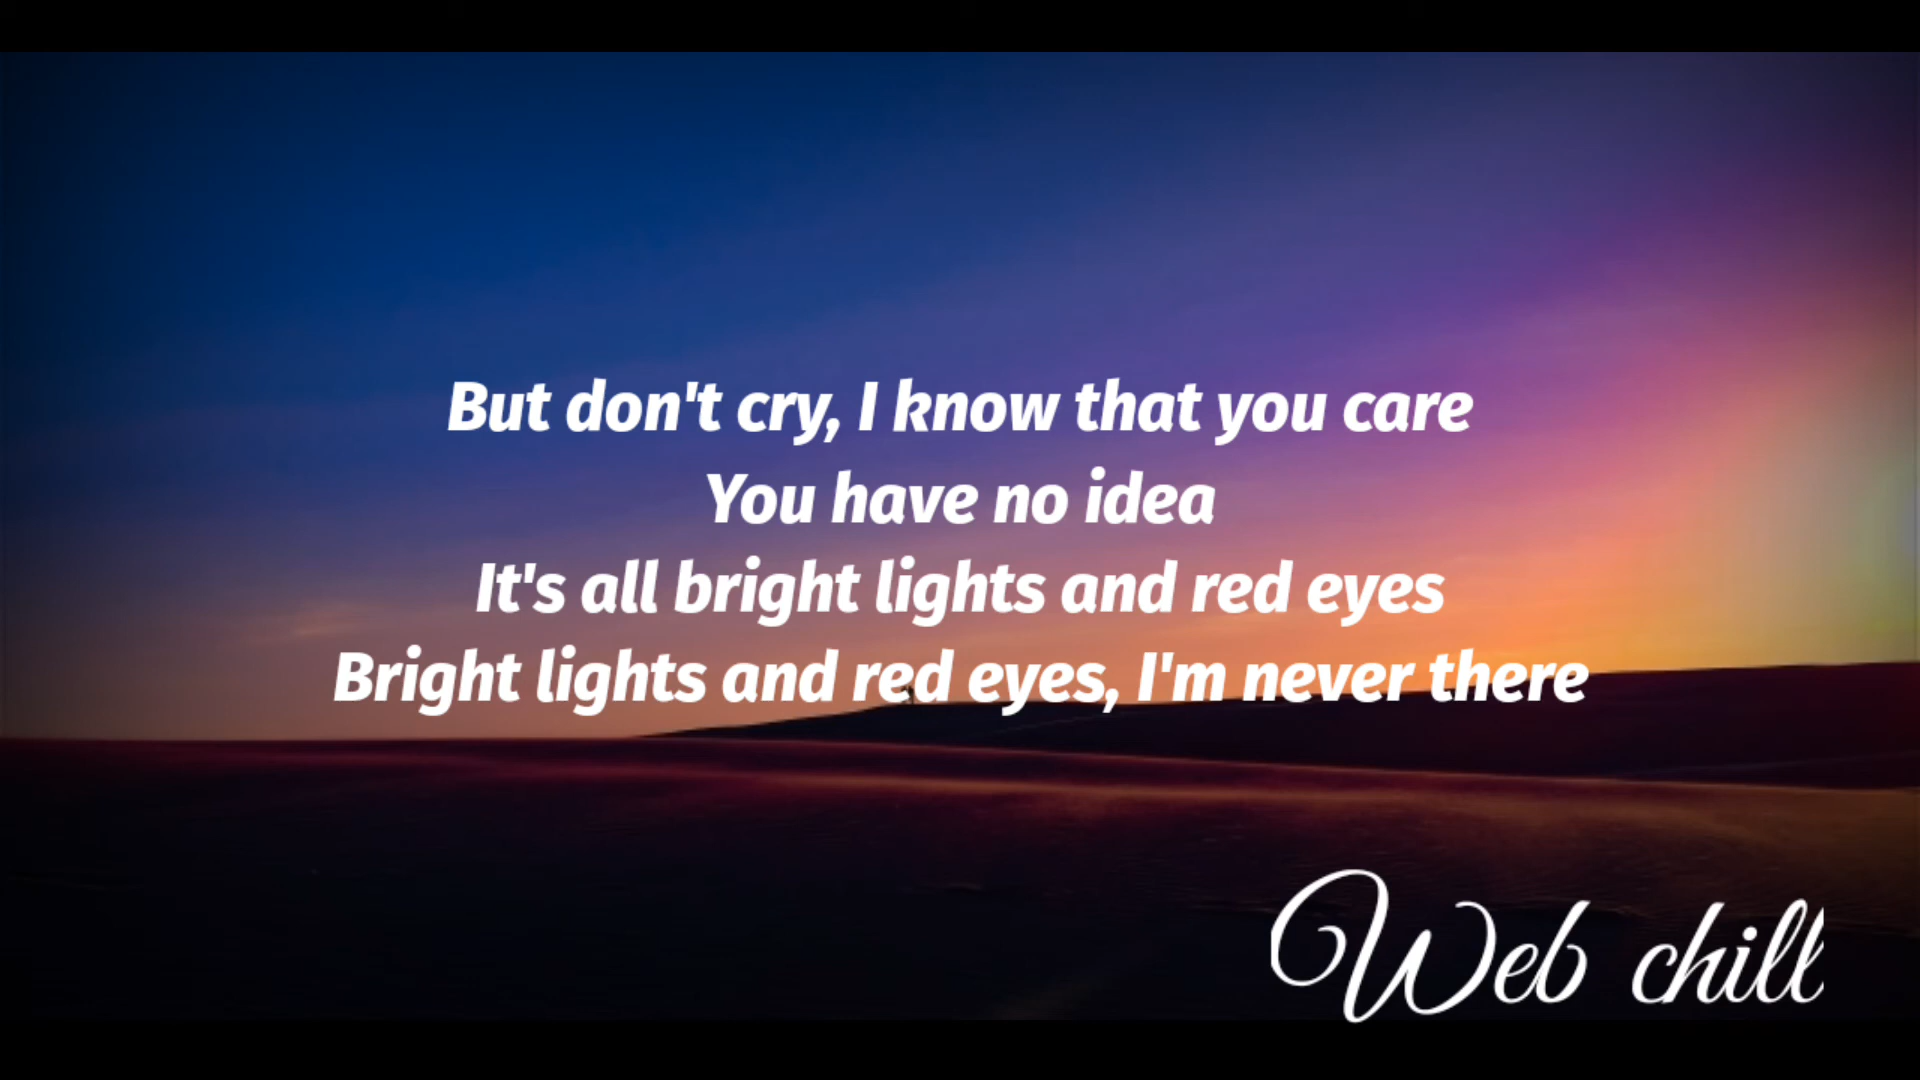 But don't cry, I know that you care
You have no idea
It's all bright lights and red eyes
Bright lights and red eyes, I'm never there
Web chill